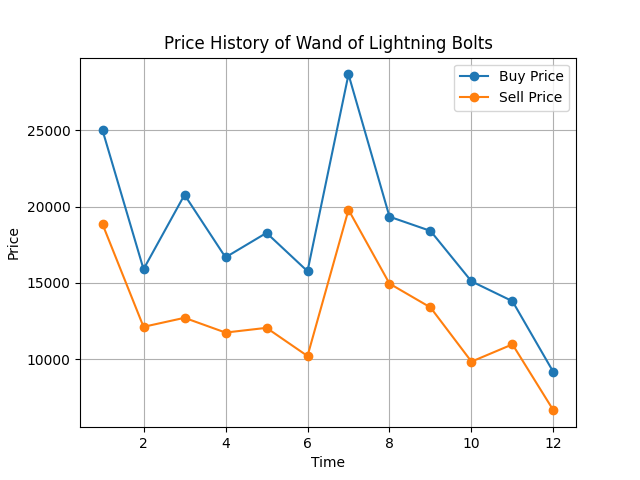 Price History of Wand of Lightning Bolts
Buy Price
Sell Price
25000
20000
15000
10000
Price
2
4
6
8
10
12
Time